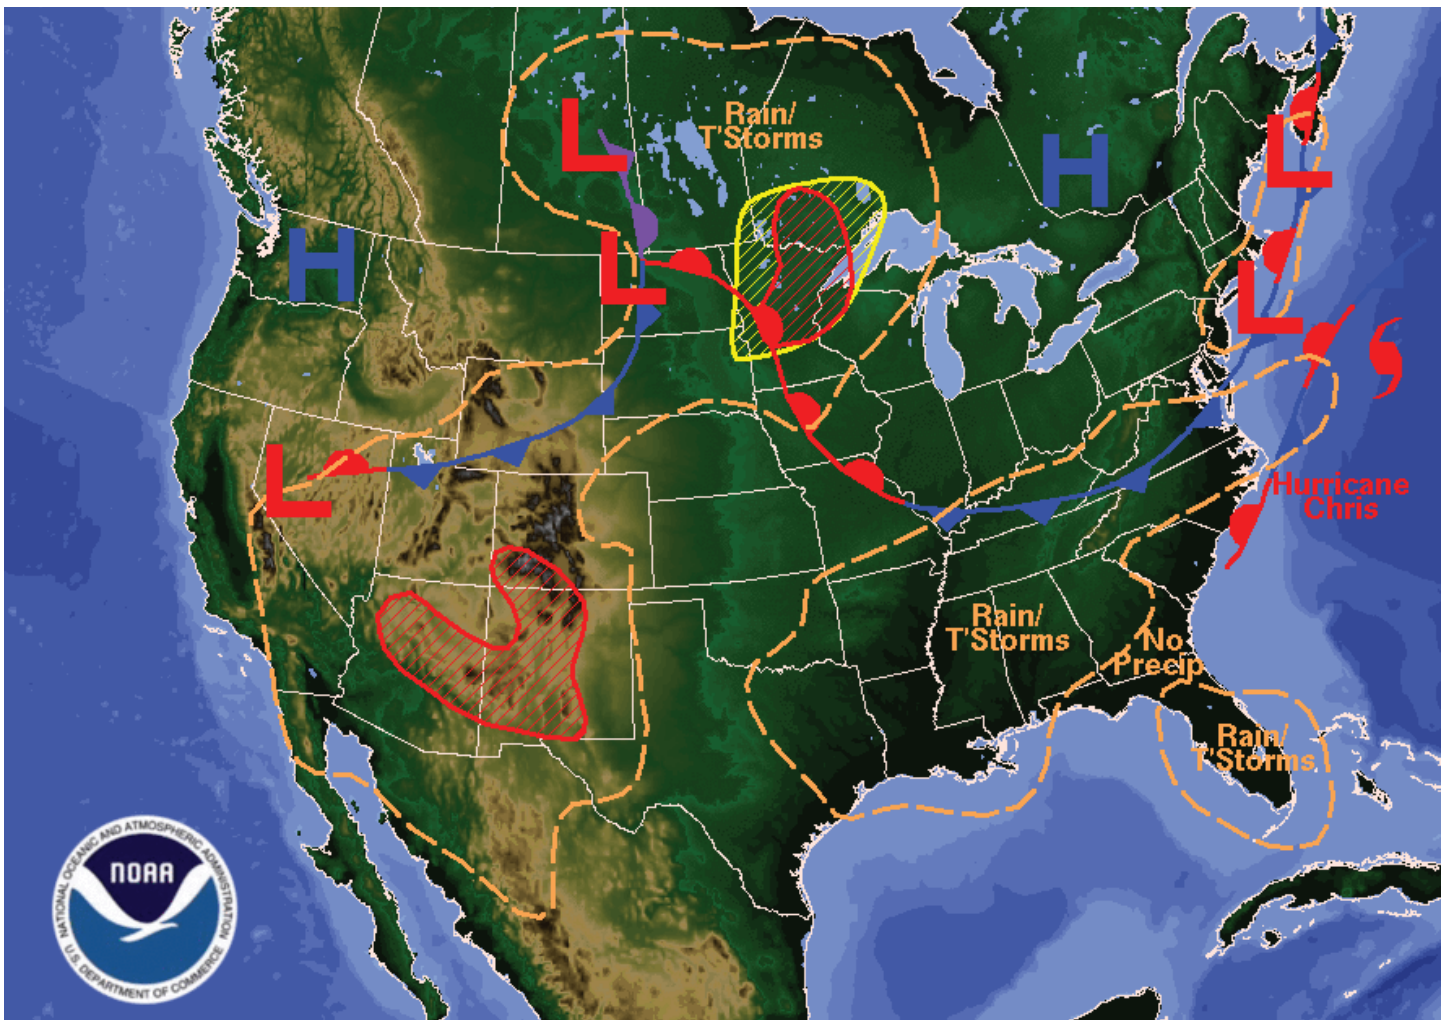 Rain/
T'Storms
L
H
L
L
H
L
L
Hurricane
Chris
Rain/
T'Storms
No
Precip
Rain/
T'Storms
NATIONAL OCEANIC AND ATMOSPHERIC ADMINISTRATION
NOAA
U.S. DEPARTMENT OF COMMERCE